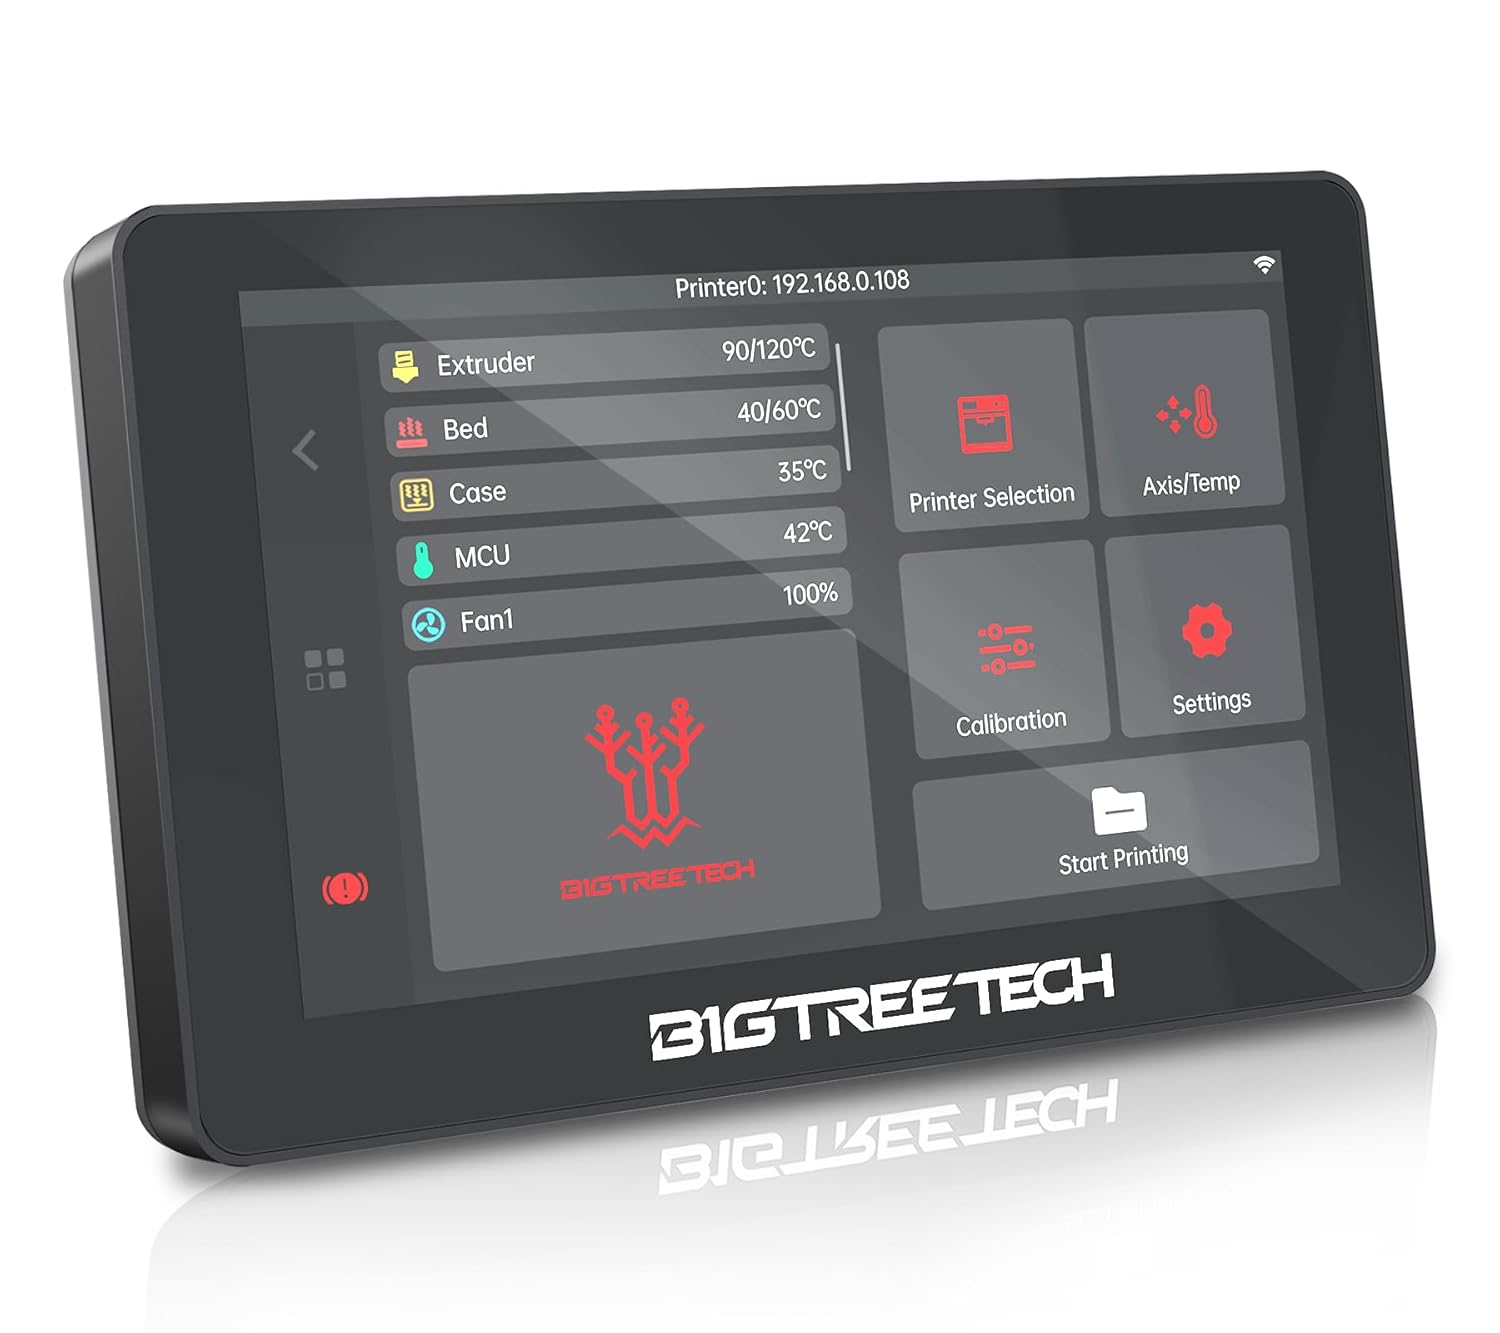 Printer0: 192.168.0.108
Extruder 90/120℃
Bed 40/60℃
Case 35℃
MCU 42℃
Fan1 100%
BIGTREETECH
Printer Selection
Axis/Temp
Calibration
Settings
Start Printing
BIGTREETECH
BIGTREETECH